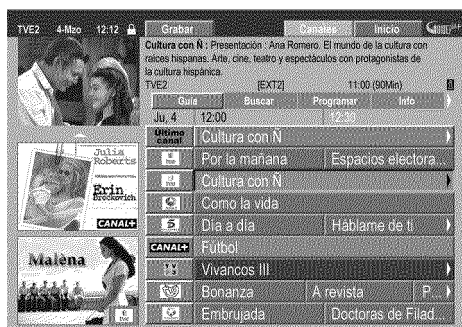 TVE2 4-Mzo 12:12
Grabar Canales Inicio
Cultura con Ñ : Presentación : Ana Romero. El mundo de la cultura con
raíces hispanas. Arte, cine, teatro y espectáculos con protagonistas de
la cultura hispánica.
TVE2 [EXT2] 11:00 (90Min)
Guía Buscar Programar Info
Ju, 4 12:00 12:30
Último canal Cultura con Ñ
Por la mañana Espacios electora...
Cultura con Ñ
Como la vida
5 Día a día Háblame de ti
CANAL+ Fútbol
Vivancos III
Bonanza A revista P...
Embrujada Doctoras de Filad...
Julia
Roberts
Erin
Brockovich
CANAL+
Malèna